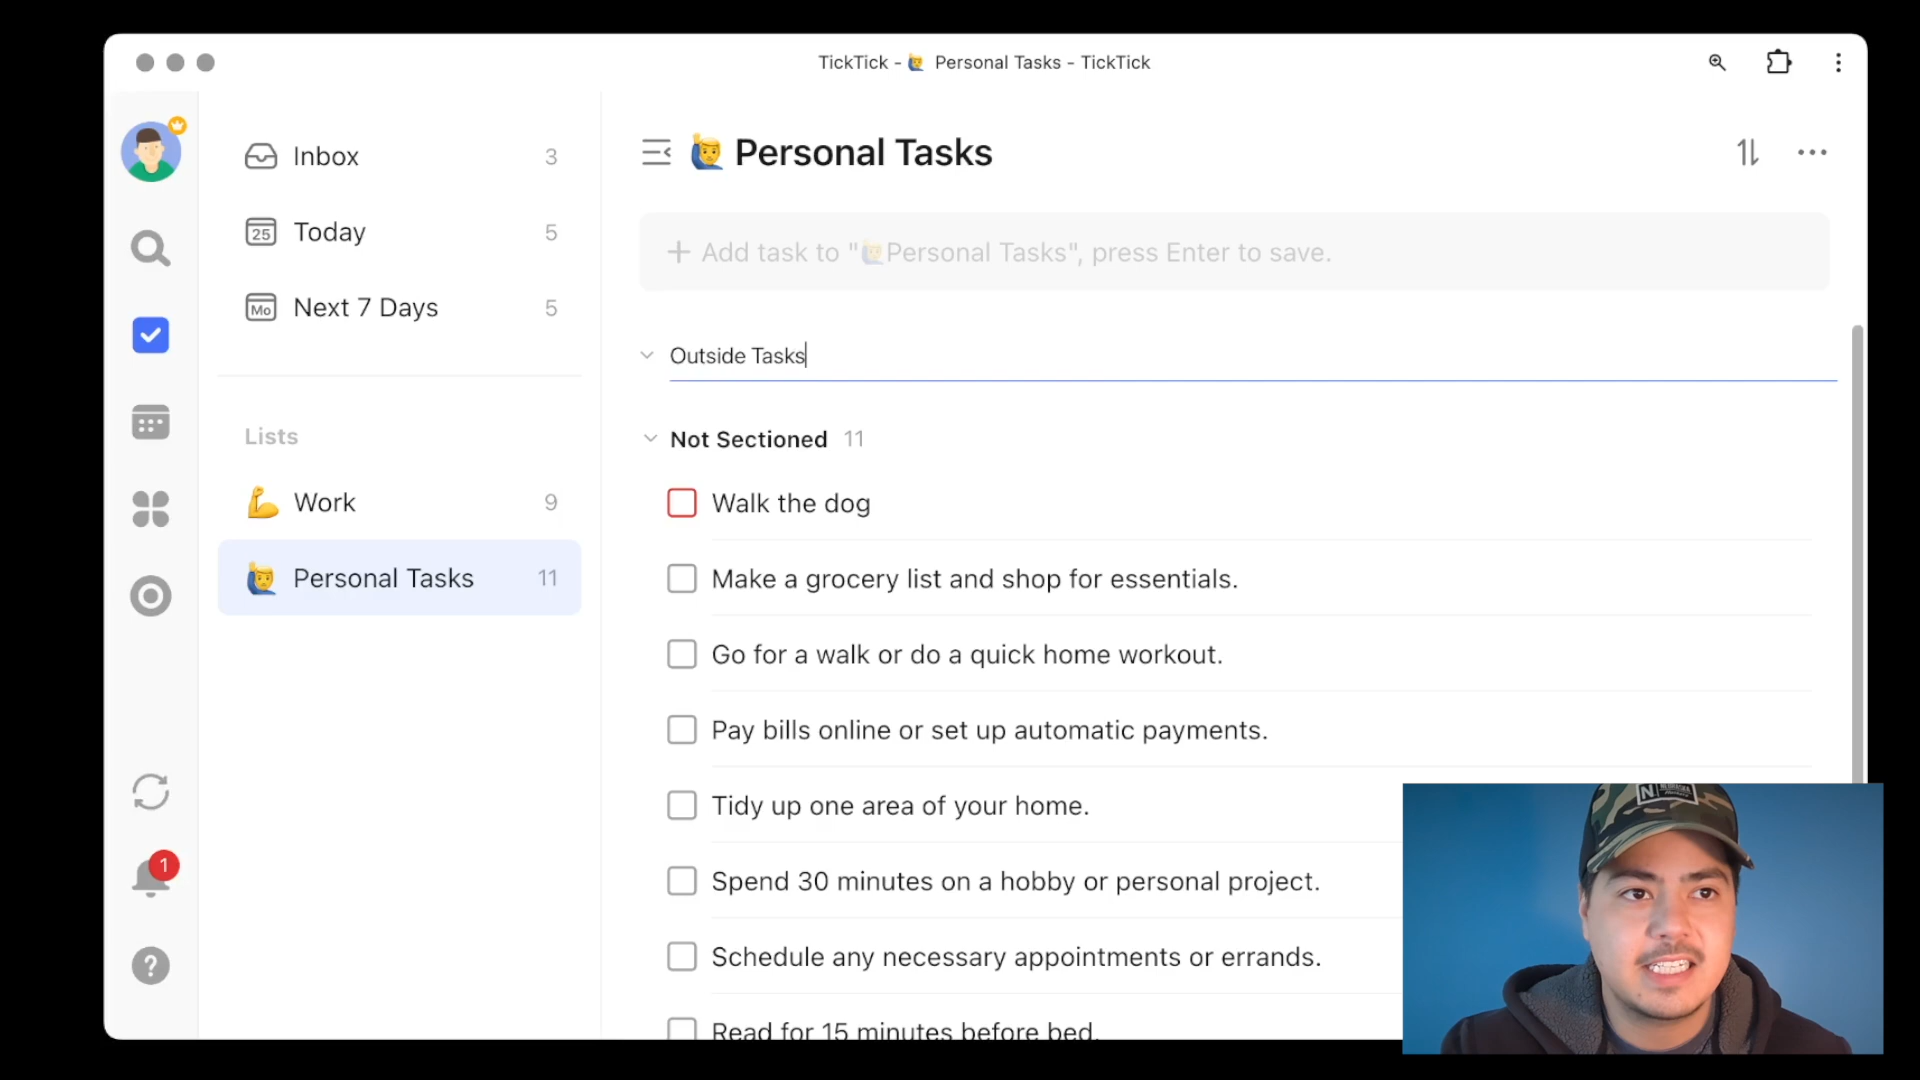 TickTick - 🙋‍♂️ Personal Tasks - TickTick
Inbox 3
25 Today 5
Mo Next 7 Days 5
Lists
💪 Work 9
🙋‍♂️ Personal Tasks 11
1
?
🙋‍♂️ Personal Tasks
+ Add task to "🙋‍♂️Personal Tasks", press Enter to save.
Outside Tasks
Not Sectioned 11
Walk the dog
Make a grocery list and shop for essentials.
Go for a walk or do a quick home workout.
Pay bills online or set up automatic payments.
Tidy up one area of your home.
Spend 30 minutes on a hobby or personal project.
Schedule any necessary appointments or errands.
Read for 15 minutes before bed.
N